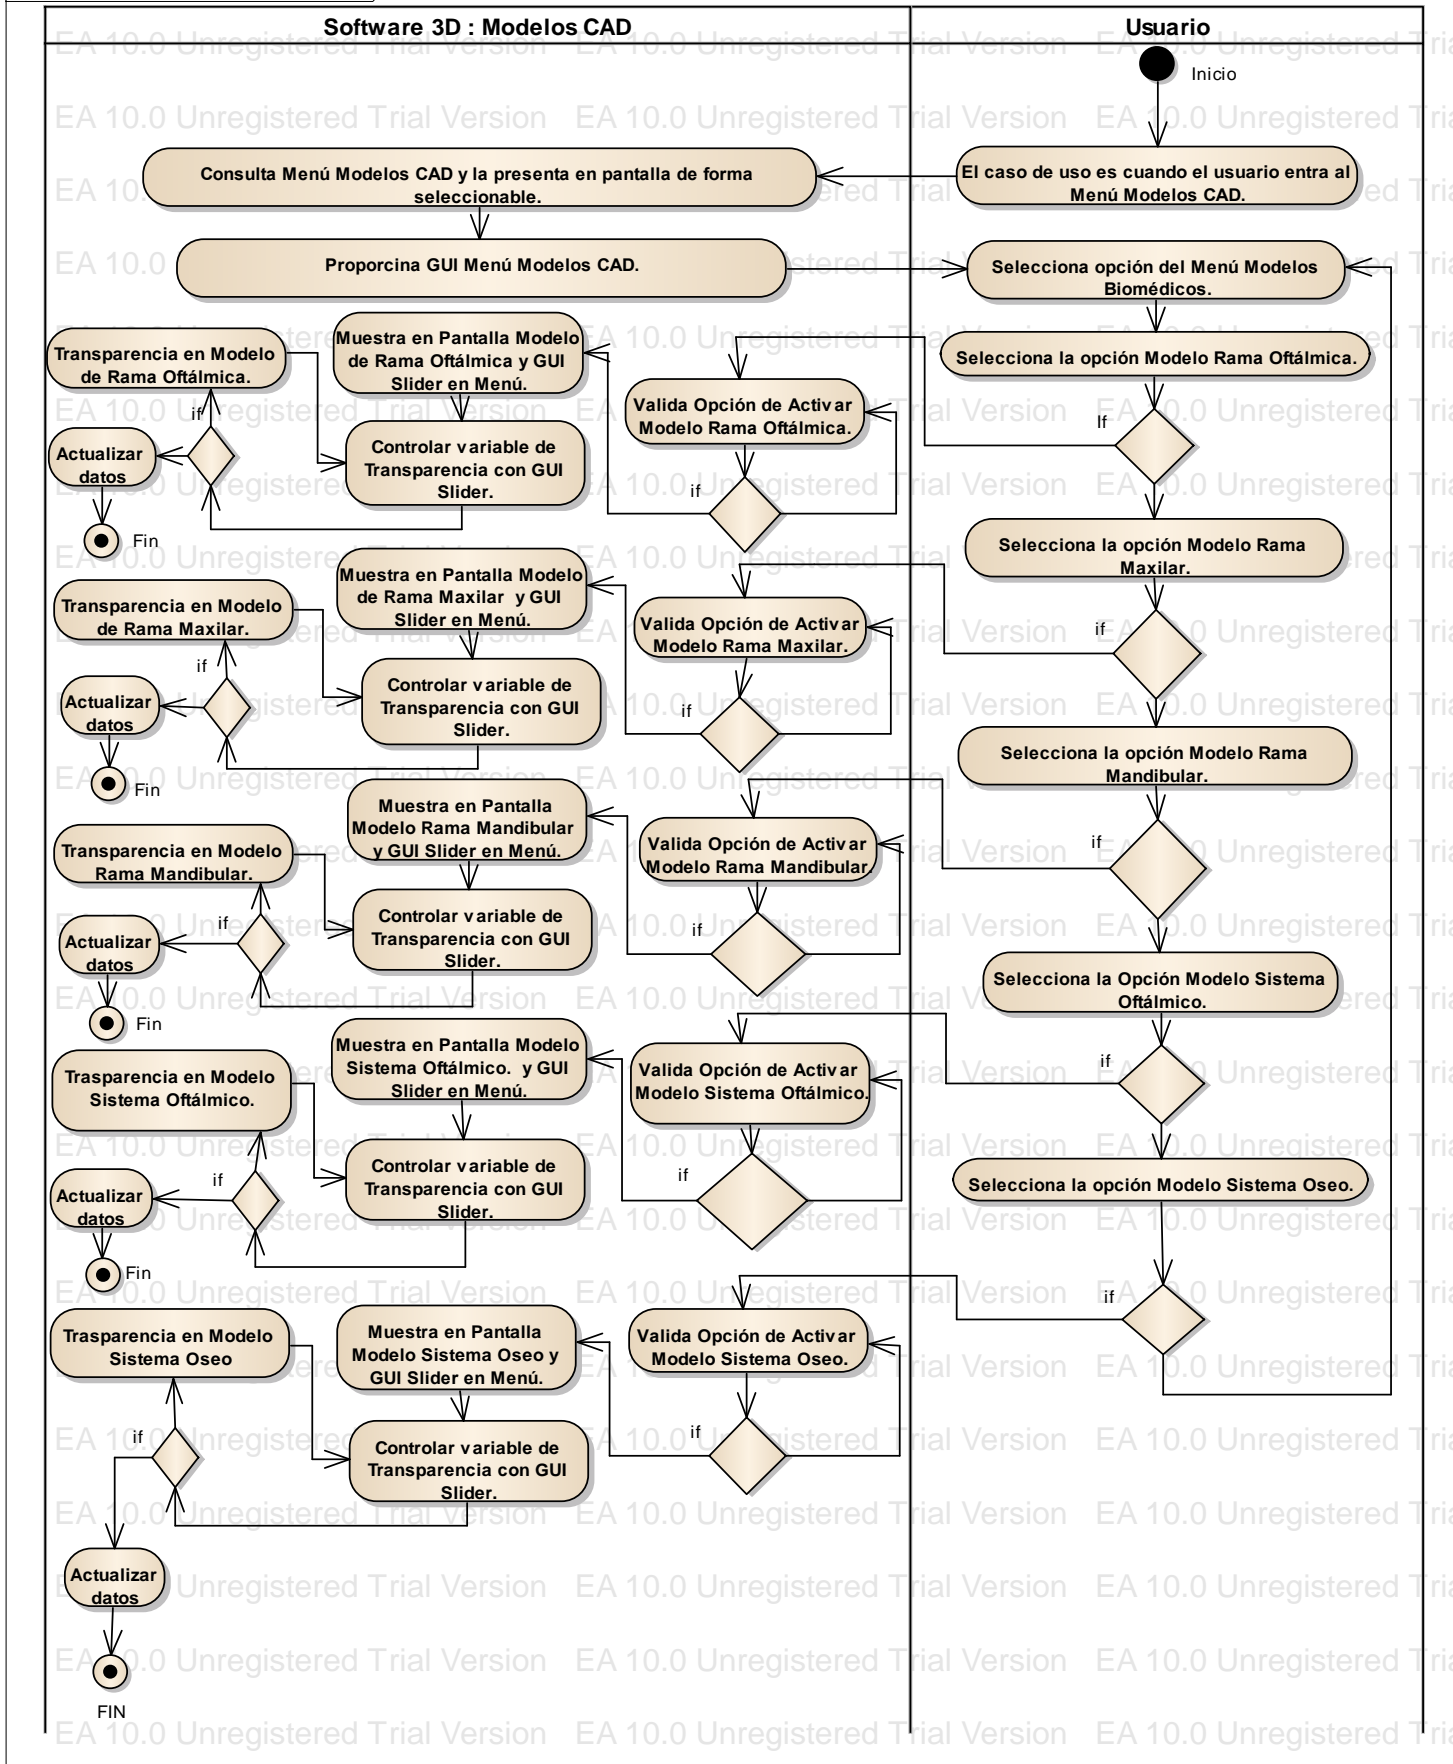 Software 3D : Modelos CAD
Usuario
Inicio
El caso de uso es cuando el usuario entra al
Menú Modelos CAD.
Consulta Menú Modelos CAD y la presenta en pantalla de forma
seleccionable.
Proporcina GUI Menú Modelos CAD.
Selecciona opción del Menú Modelos
Biomédicos.
Selecciona la opción Modelo Rama Oftálmica.
If
Valida Opción de Activar
Modelo Rama Oftálmica.
if
Muestra en Pantalla Modelo
de Rama Oftálmica y GUI
Slider en Menú.
Controlar variable de
Transparencia con GUI
Slider.
Transparencia en Modelo
de Rama Oftálmica.
if
Actualizar
datos
Fin
Selecciona la opción Modelo Rama
Maxilar.
if
Valida Opción de Activar
Modelo Rama Maxilar.
if
Muestra en Pantalla Modelo
de Rama Maxilar y GUI
Slider en Menú.
Controlar variable de
Transparencia con GUI
Slider.
Transparencia en Modelo
de Rama Maxilar.
if
Actualizar
datos
Fin
Selecciona la opción Modelo Rama
Mandibular.
if
Valida Opción de Activar
Modelo Rama Mandibular.
if
Muestra en Pantalla
Modelo Rama Mandibular
y GUI Slider en Menú.
Controlar variable de
Transparencia con GUI
Slider.
Transparencia en Modelo
Rama Mandibular.
if
Actualizar
datos
Fin
Selecciona la Opción Modelo Sistema
Oftálmico.
if
Valida Opción de Activar
Modelo Sistema Oftálmico.
if
Muestra en Pantalla Modelo
Sistema Oftálmico. y GUI
Slider en Menú.
Controlar variable de
Transparencia con GUI
Slider.
Trasparencia en Modelo
Sistema Oftálmico.
if
Actualizar
datos
Fin
Selecciona la opción Modelo Sistema Oseo.
if
Valida Opción de Activar
Modelo Sistema Oseo.
if
Muestra en Pantalla
Modelo Sistema Oseo y
GUI Slider en Menú.
Controlar variable de
Transparencia con GUI
Slider.
Trasparencia en Modelo
Sistema Oseo
if
Actualizar
datos
FIN
EA 10.0 Unregistered Trial Version EA 10.0 Unregistered Trial Version EA 10.0 Unregistered Tria